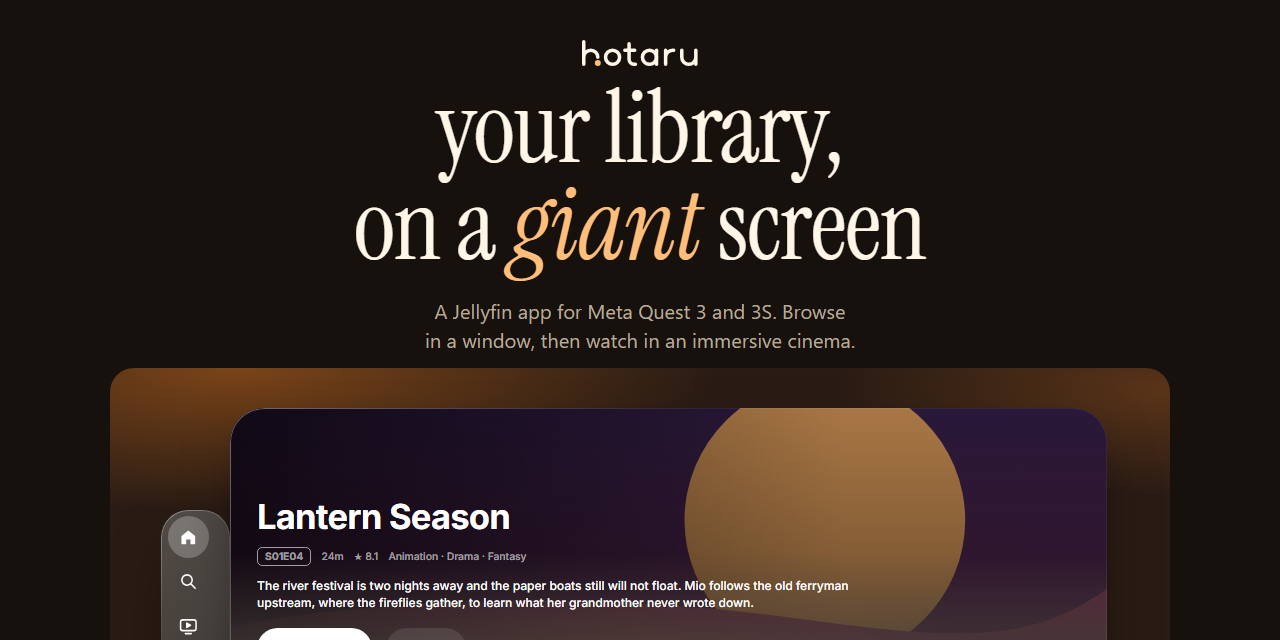 hotaru
your library,
on a giant screen
A Jellyfin app for Meta Quest 3 and 3S. Browse
in a window, then watch in an immersive cinema.
Lantern Season
S01E04 24m ★ 8.1 Animation · Drama · Fantasy
The river festival is two nights away and the paper boats still will not float. Mio follows the old ferryman
upstream, where the fireflies gather, to learn what her grandmother never wrote down.